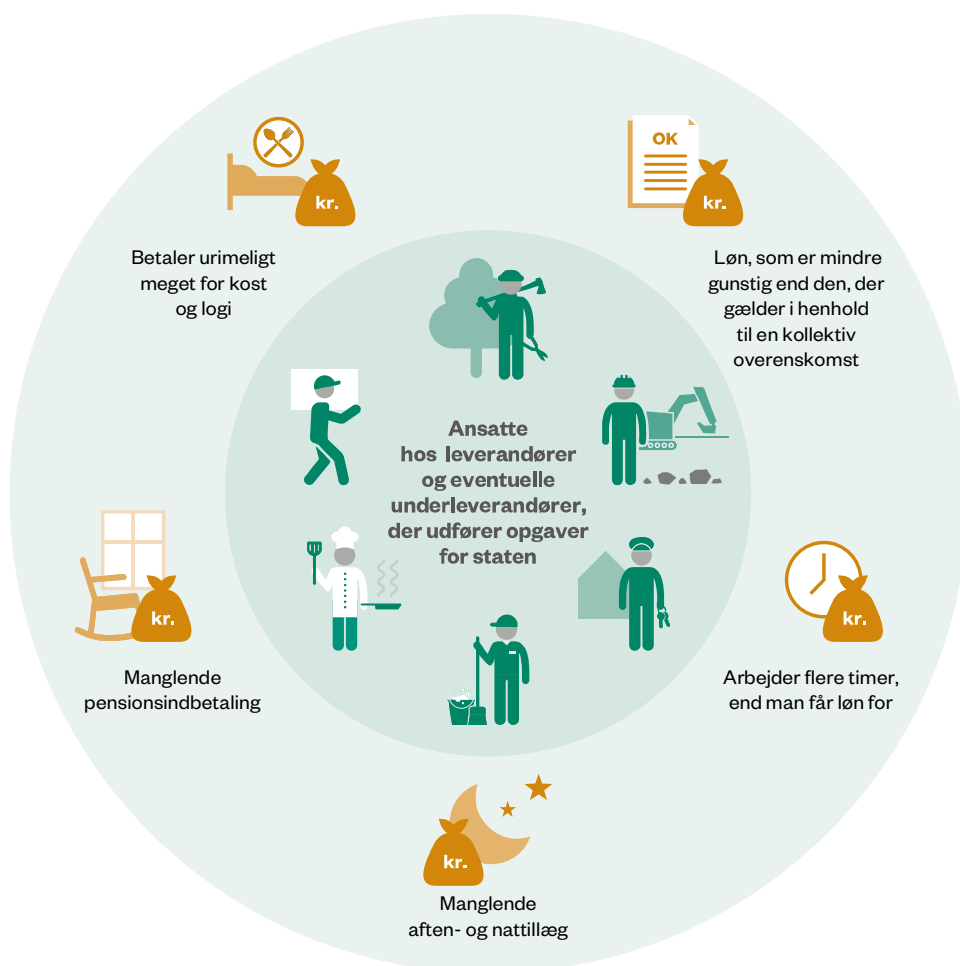 kr.
Betaler urimeligt
meget for kost
og logi
OK
kr.
Løn, som er mindre
gunstig end den, der
gælder i henhold
til en kollektiv
overenskomst
Ansatte
hos leverandører
og eventuelle
underleverandører,
der udfører opgaver
for staten
kr.
Manglende
pensionsindbetaling
kr.
Arbejder flere timer,
end man får løn for
kr.
Manglende
aften- og nattillæg